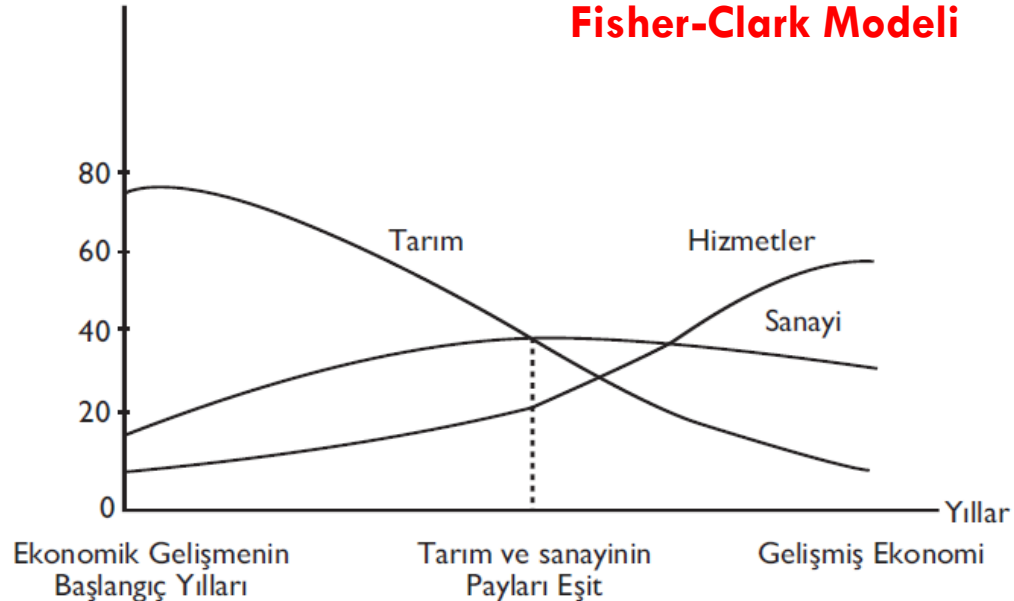 Fisher-Clark Modeli
80
60
40
20
0
Tarım
Hizmetler
Sanayi
Yıllar
Ekonomik Gelişmenin
Başlangıç Yılları
Tarım ve sanayinin
Payları Eşit
Gelişmiş Ekonomi